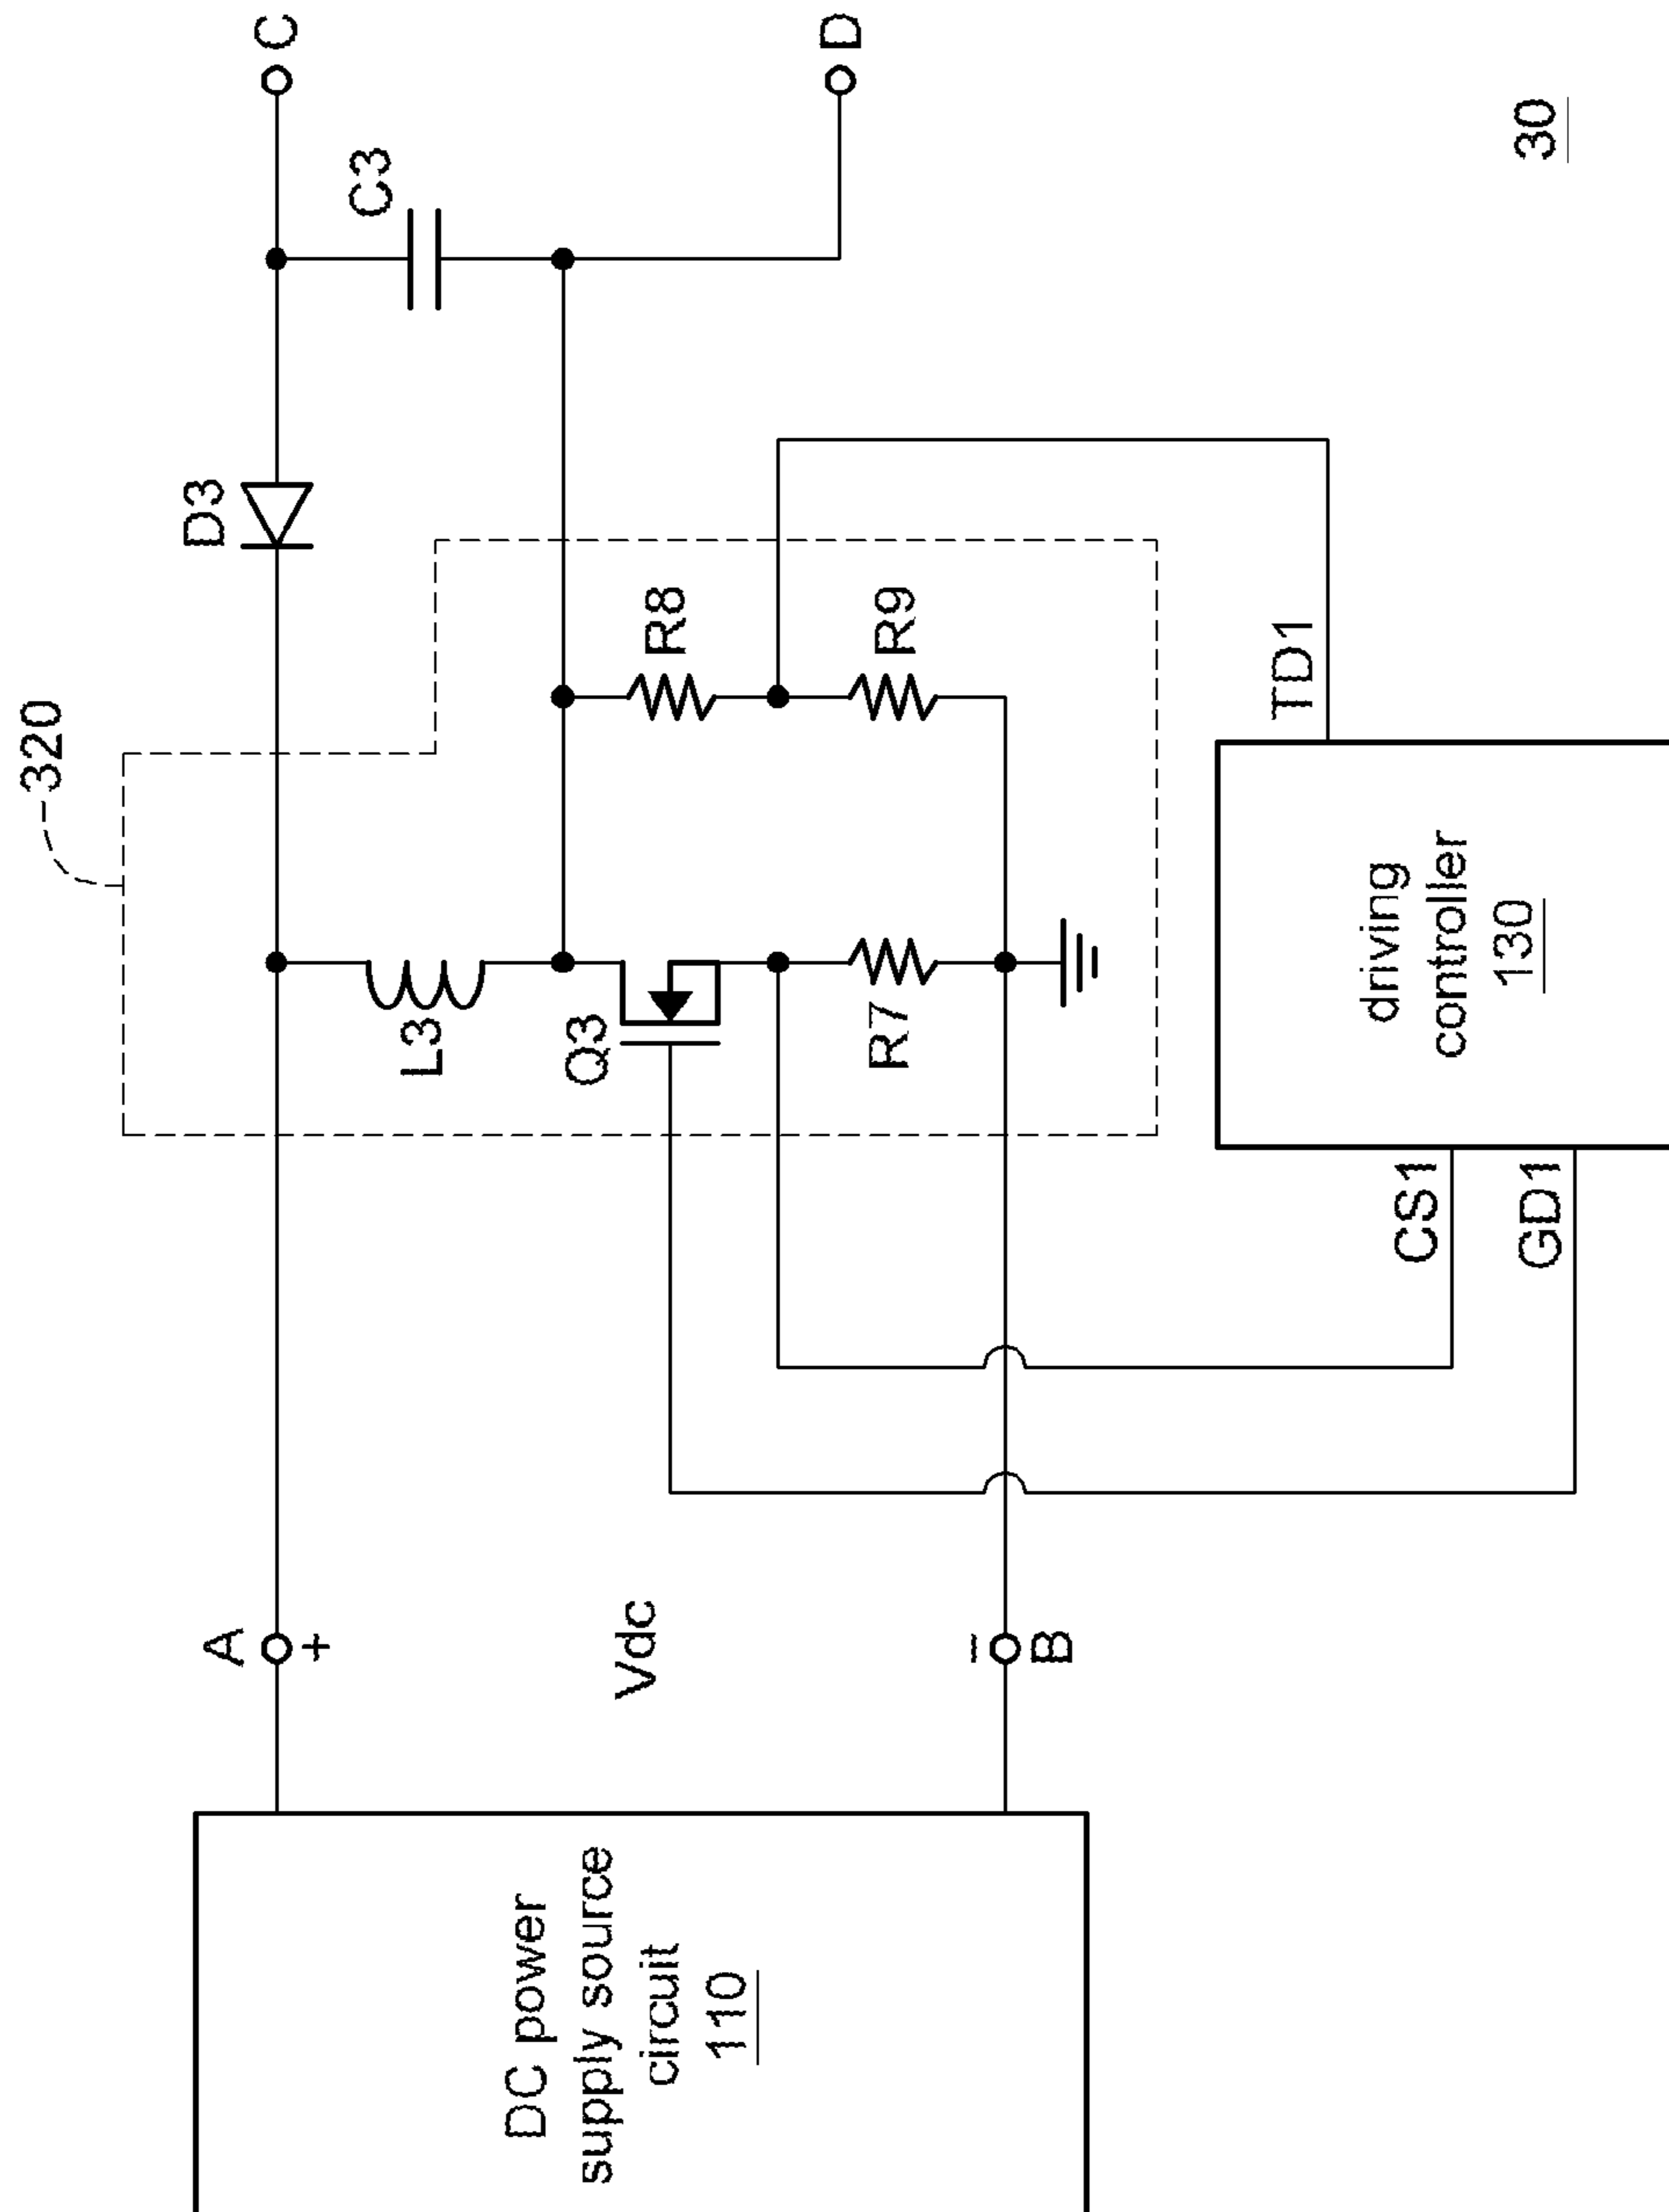 320
A
+
Vdc
−
B
DC power
supply source
circuit
110
L3
Q3
R7
R8
R9
D3
C3
C
D
CS1
GD1
TD1
driving
controller
130
30